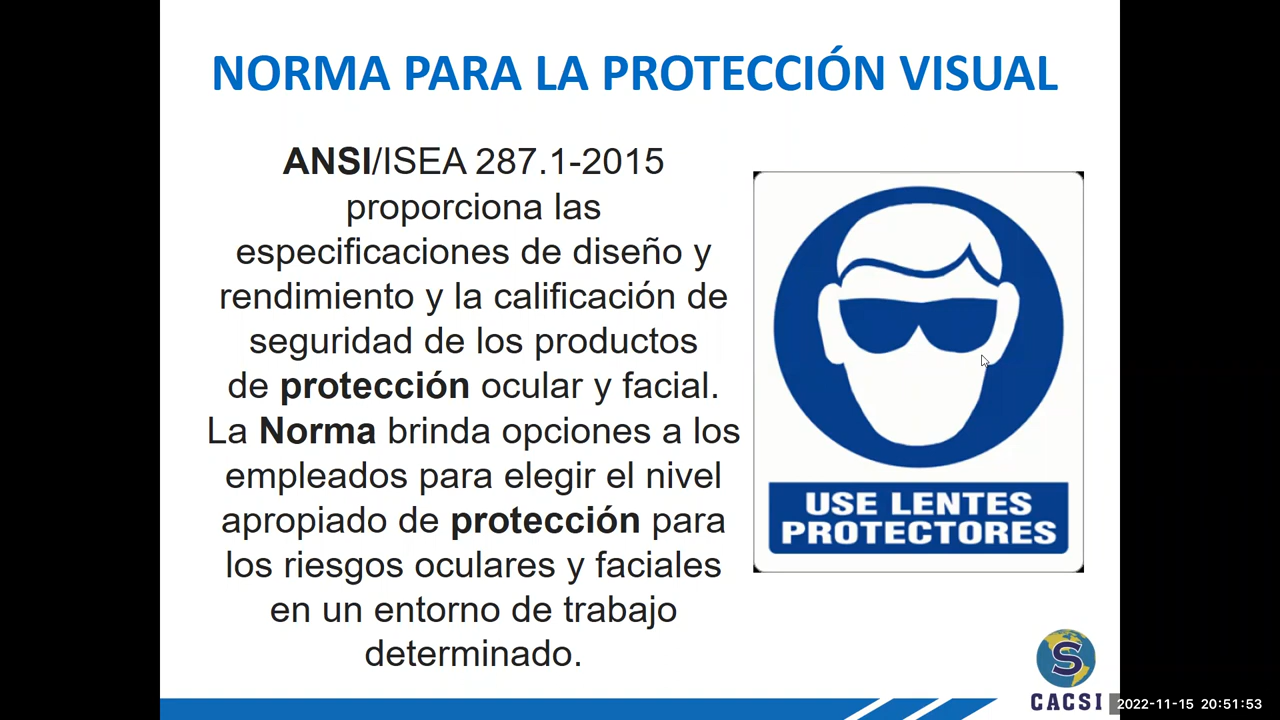 NORMA PARA LA PROTECCIÓN VISUAL
ANSI/ISEA 287.1-2015
proporciona las
especificaciones de diseño y
rendimiento y la calificación de
seguridad de los productos
de protección ocular y facial.
La Norma brinda opciones a los
empleados para elegir el nivel
apropiado de protección para
los riesgos oculares y faciales
en un entorno de trabajo
determinado.
USE LENTES
PROTECTORES
S
CACSI
2022-11-15 20:51:53